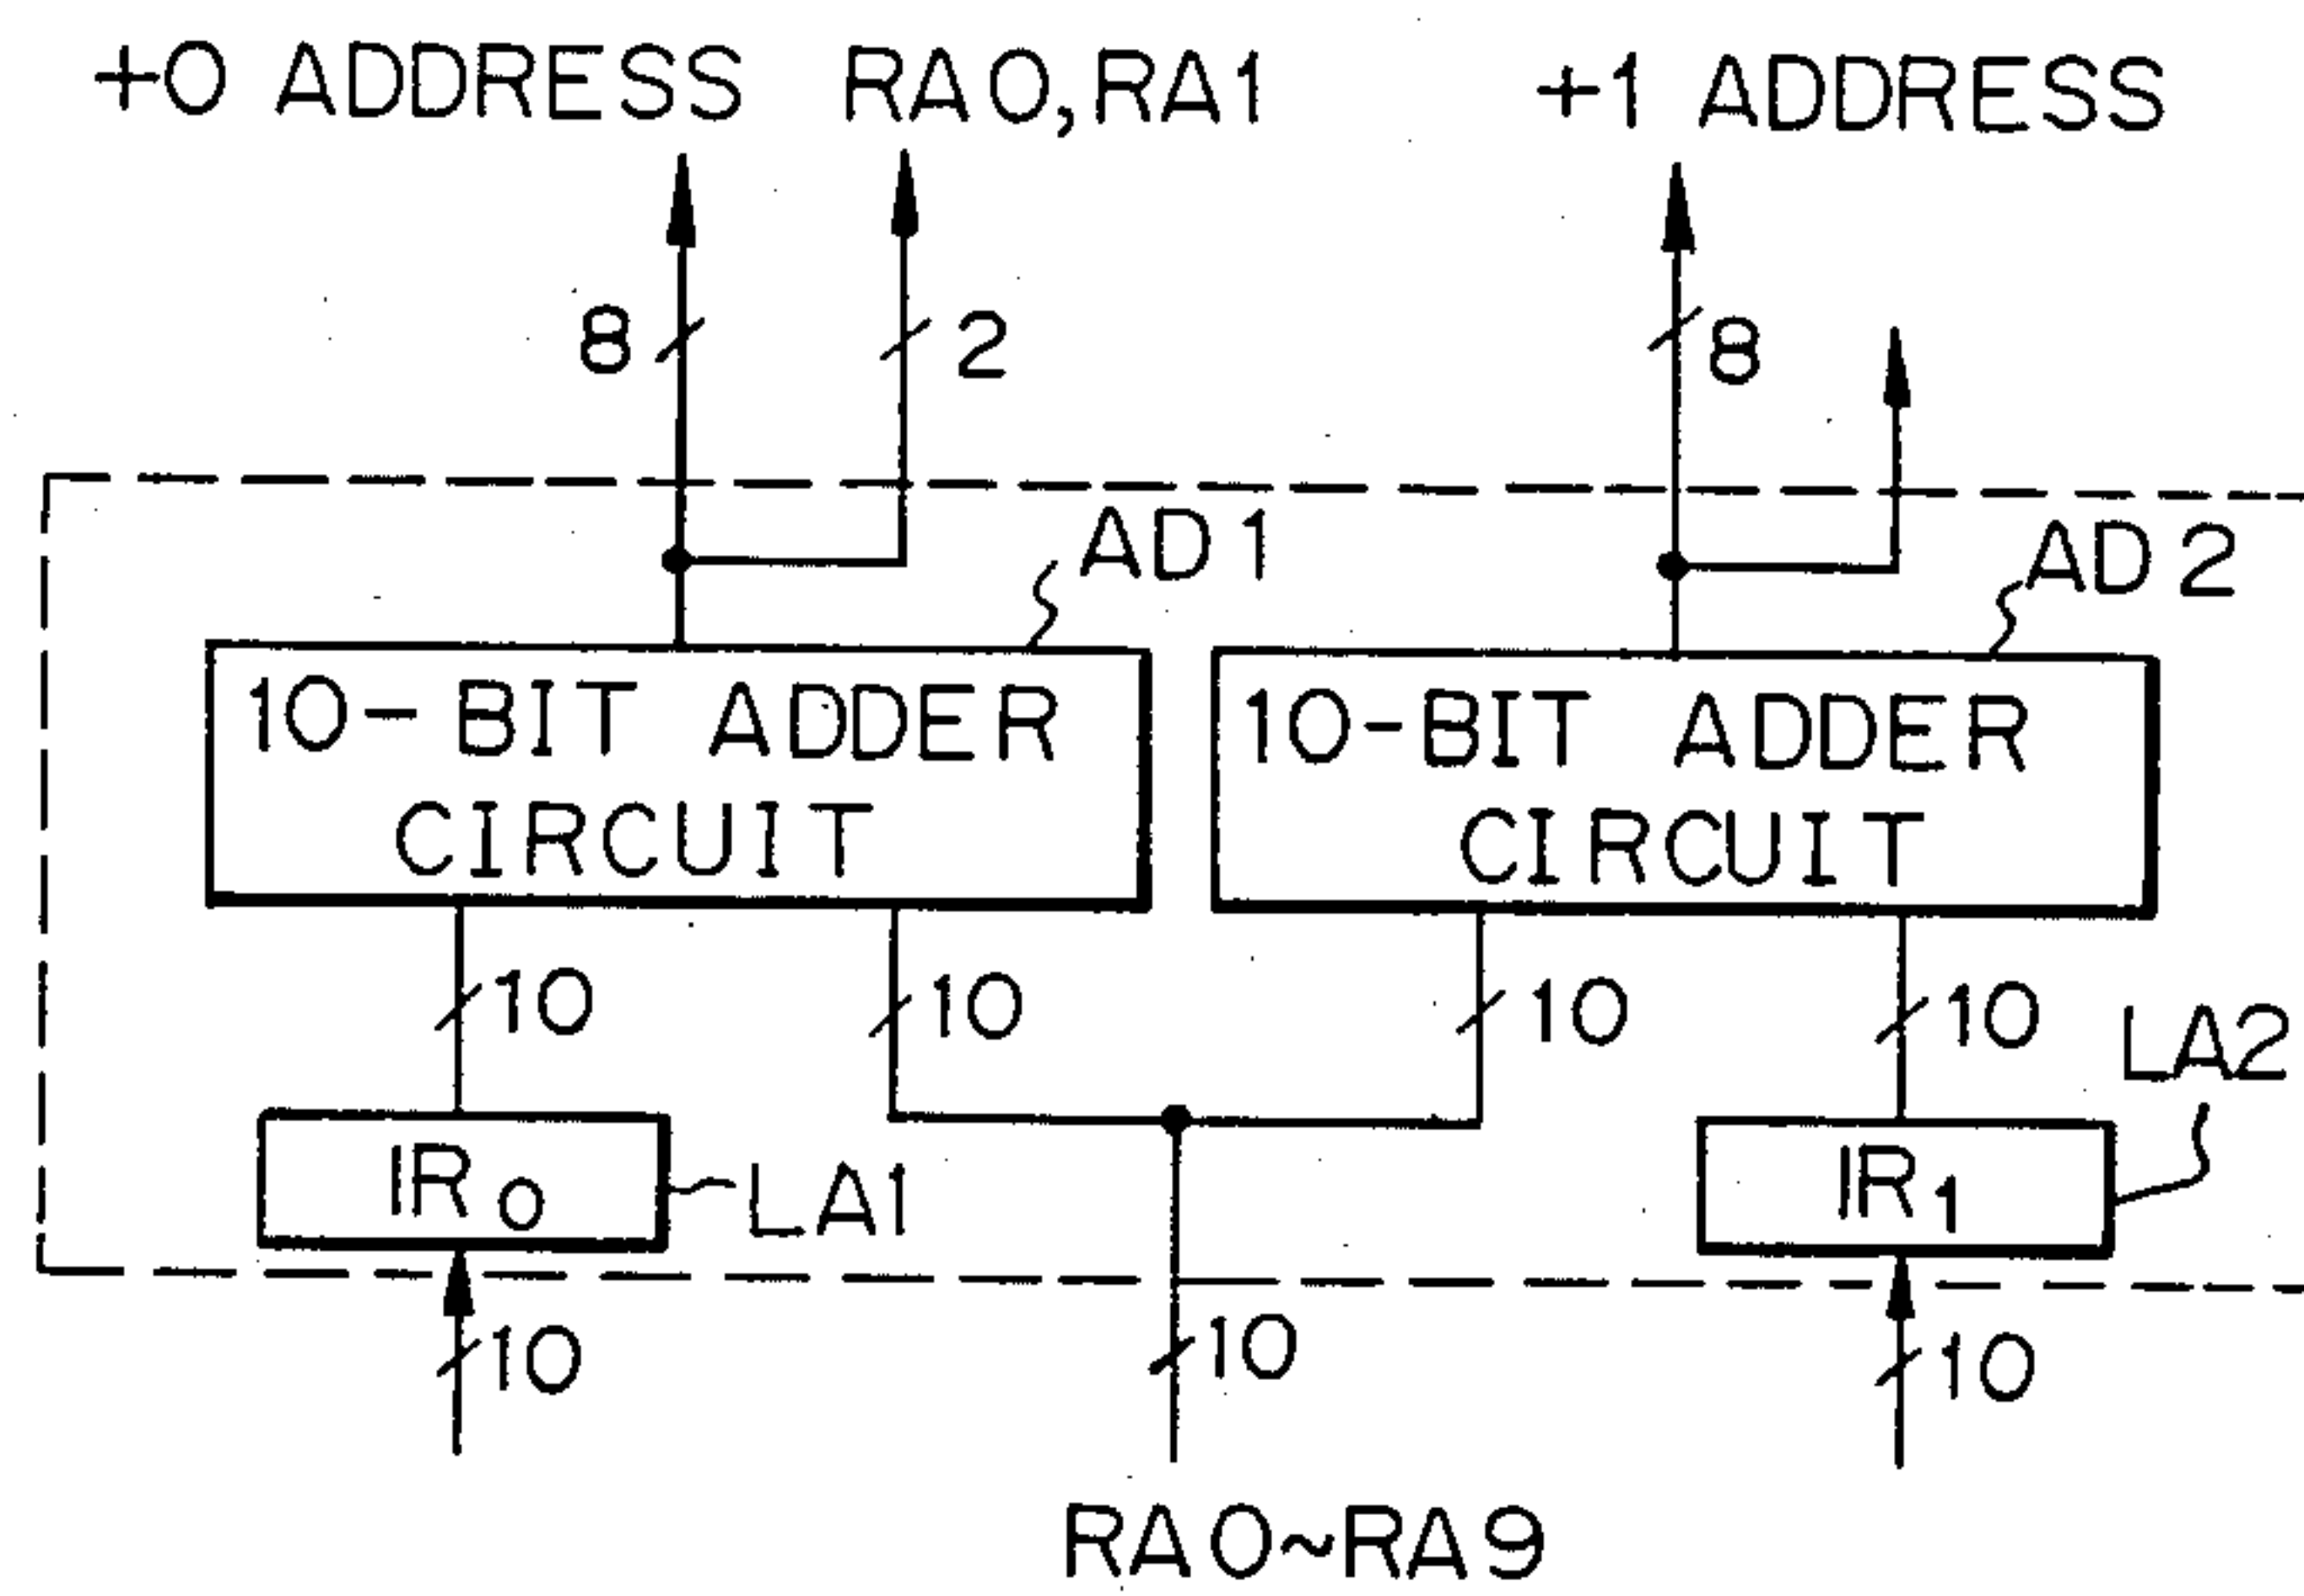 +0 ADDRESS RA0,RA1 +1 ADDRESS
8 2 8
AD1 AD2
10-BIT ADDER
CIRCUIT
10-BIT ADDER
CIRCUIT
10 10 10 10
LA2
IR0 LA1 IR1
10 10 10
RA0~RA9